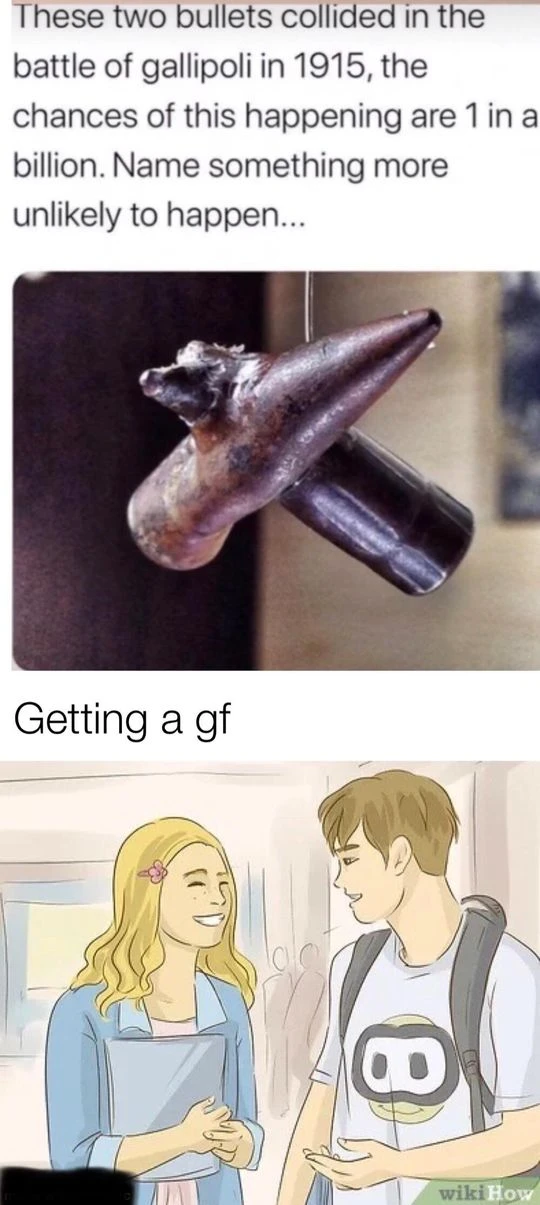 These two bullets collided in the
battle of gallipoli in 1915, the
chances of this happening are 1 in a
billion. Name something more
unlikely to happen...
Getting a gf
wikiHow